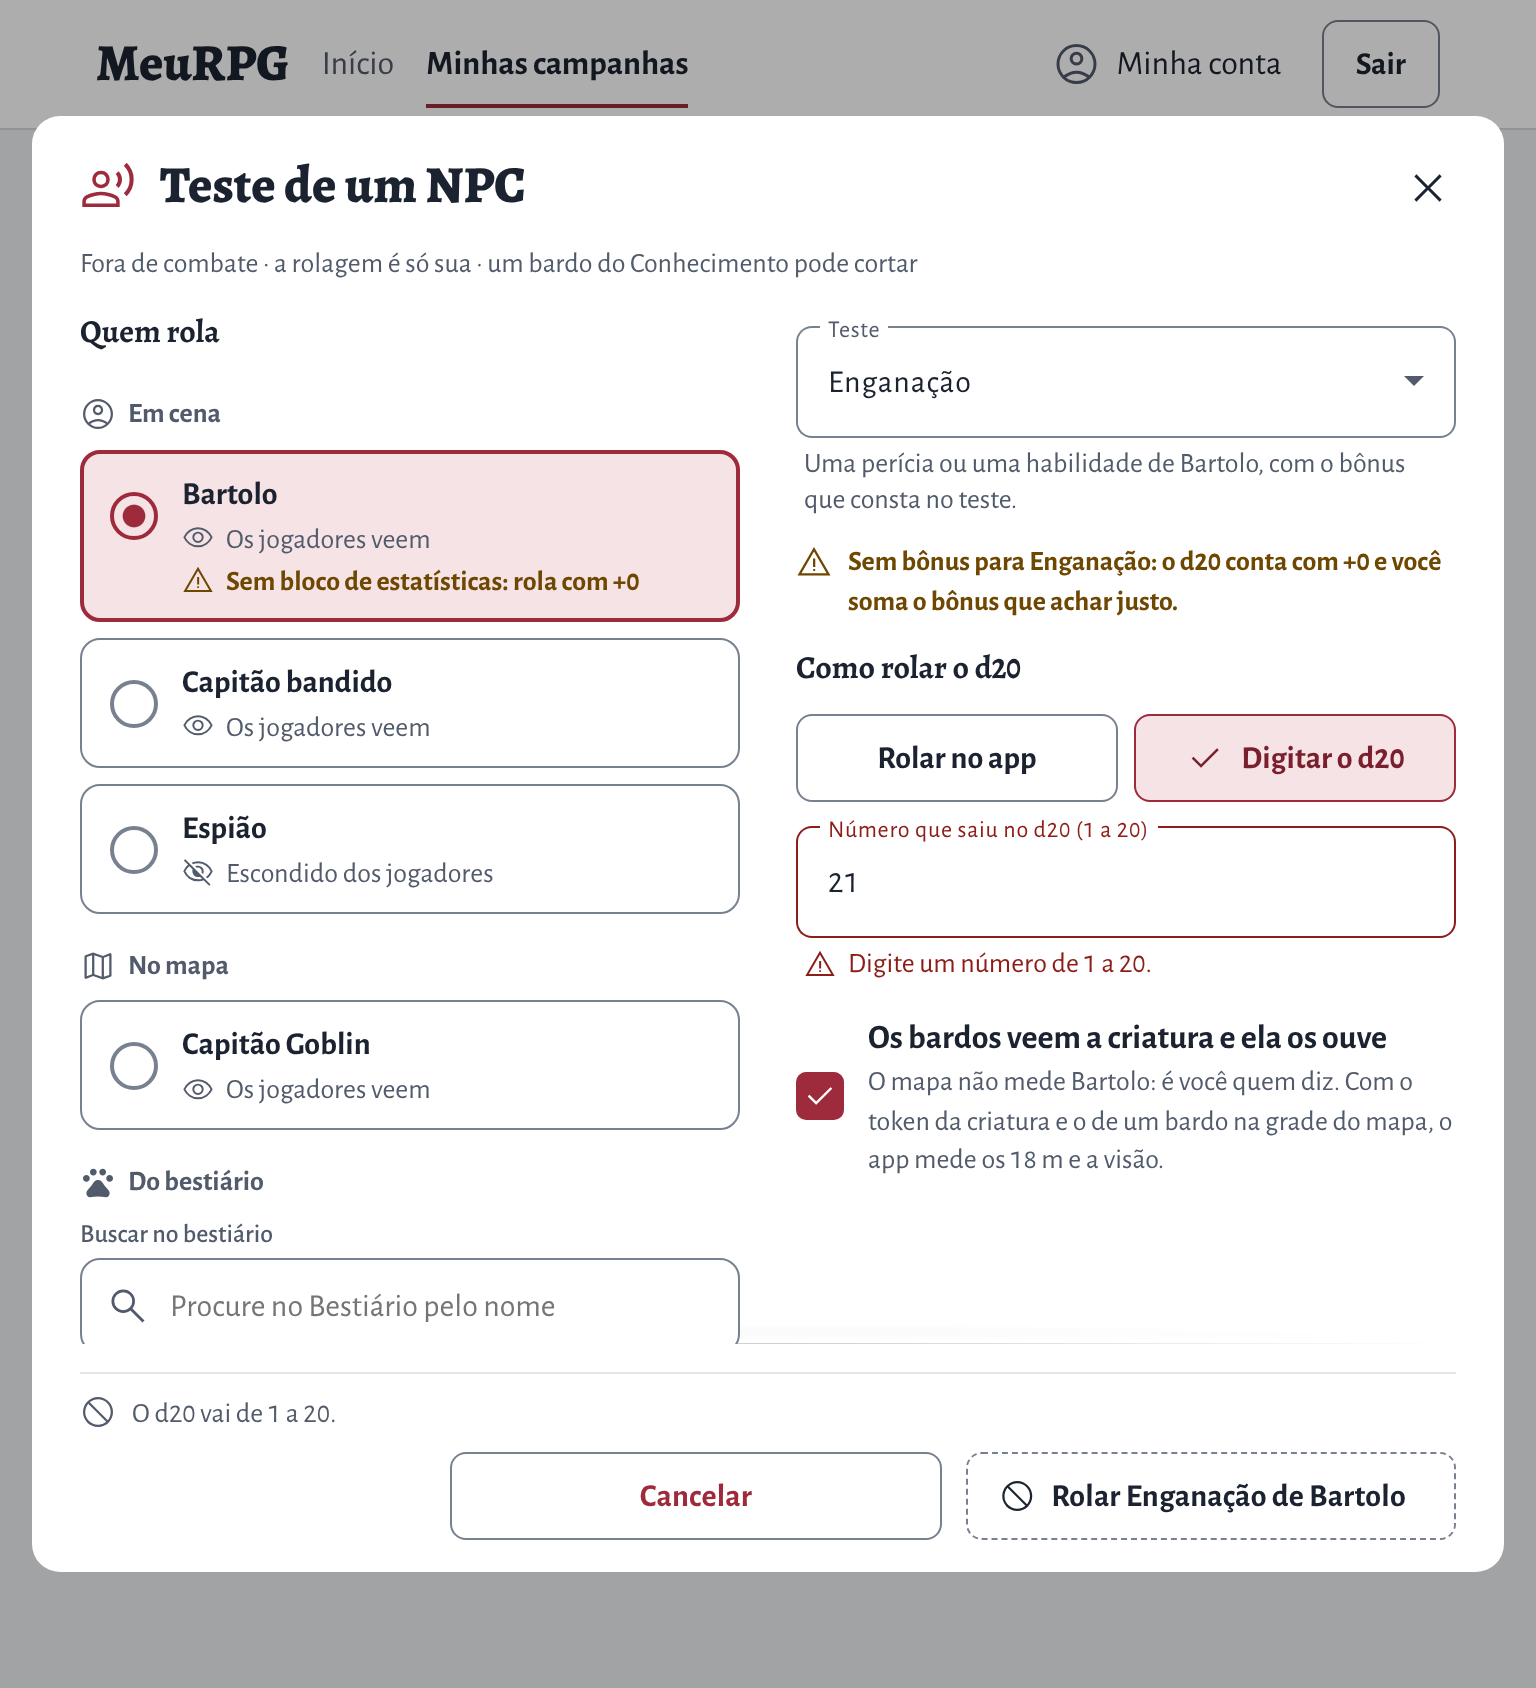 MeuRPG
Início
Minhas campanhas
Minha conta
Sair
Teste de um NPC
Fora de combate · a rolagem é só sua · um bardo do Conhecimento pode cortar
Quem rola
Em cena
Bartolo
Os jogadores veem
Sem bloco de estatísticas: rola com +0
Capitão bandido
Os jogadores veem
Espião
Escondido dos jogadores
No mapa
Capitão Goblin
Os jogadores veem
Do bestiário
Buscar no bestiário
Procure no Bestiário pelo nome
Teste
Enganação
Uma perícia ou uma habilidade de Bartolo, com o bônus
que consta no teste.
Sem bônus para Enganação: o d20 conta com +0 e você
soma o bônus que achar justo.
Como rolar o d20
Rolar no app
Digitar o d20
Número que saiu no d20 (1 a 20)
21
Digite um número de 1 a 20.
Os bardos veem a criatura e ela os ouve
O mapa não mede Bartolo: é você quem diz. Com o
token da criatura e o de um bardo na grade do mapa, o
app mede os 18 m e a visão.
O d20 vai de 1 a 20.
Cancelar
Rolar Enganação de Bartolo